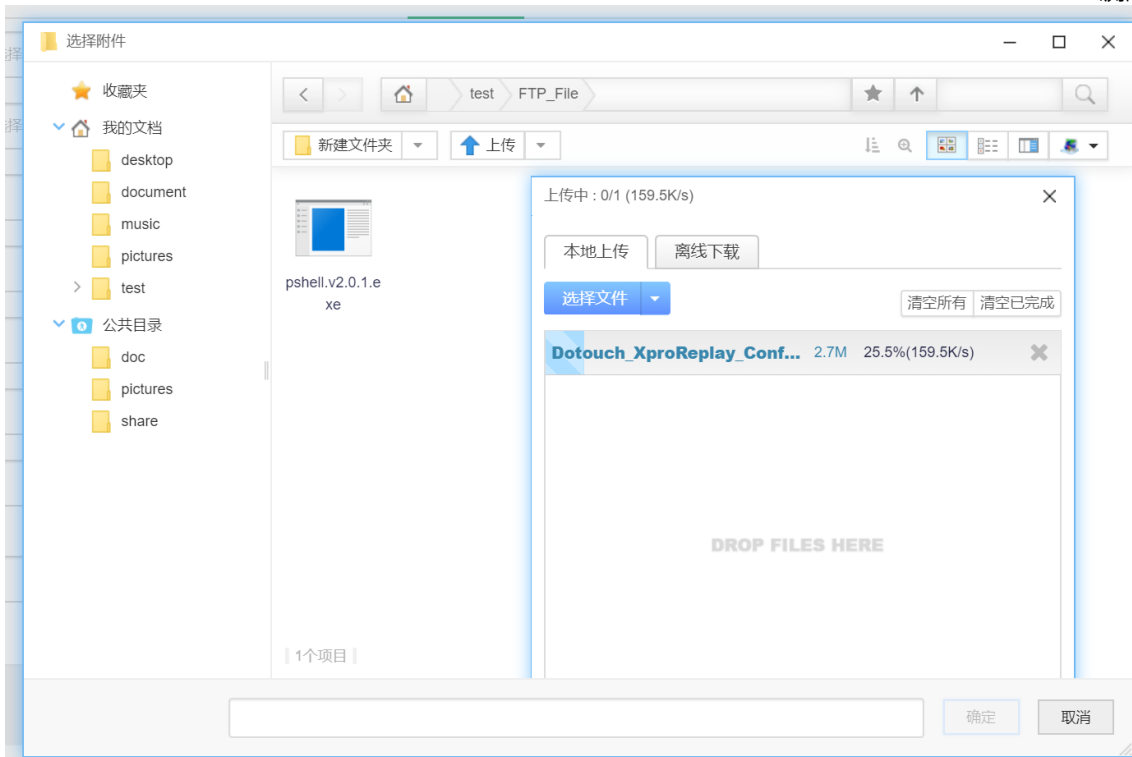 选择附件
收藏夹
我的文档
desktop
document
music
pictures
test
公共目录
doc
pictures
share
test FTP_File
新建文件夹 上传
pshell.v2.0.1.e
xe
1个项目
上传中 : 0/1 (159.5K/s)
本地上传 离线下载
选择文件 清空所有 清空已完成
Dotouch_XproReplay_Conf... 2.7M 25.5%(159.5K/s)
DROP FILES HERE
确定 取消